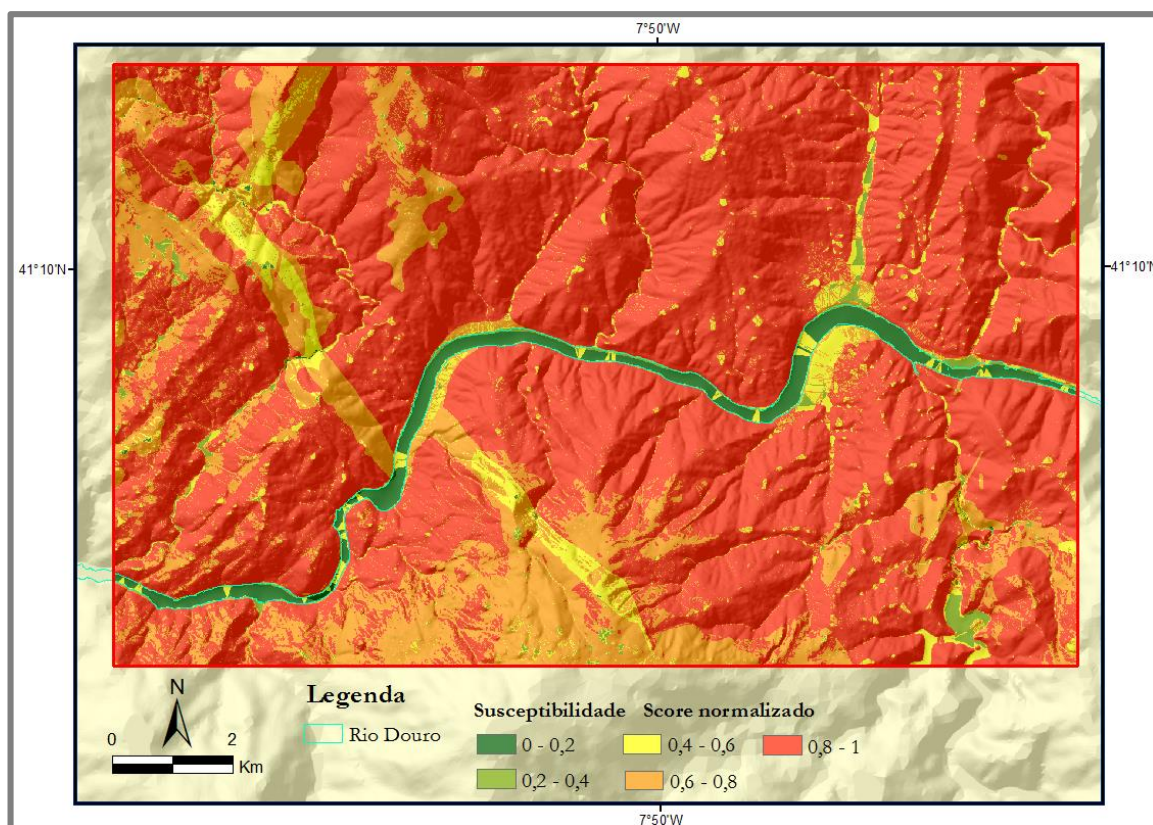 7°50'W
41°10'N
41°10'N
N
Legenda
Rio Douro
0 2
Km
Susceptibilidade Score normalizado
0 - 0,2
0,4 - 0,6
0,8 - 1
0,2 - 0,4
0,6 - 0,8
7°50'W